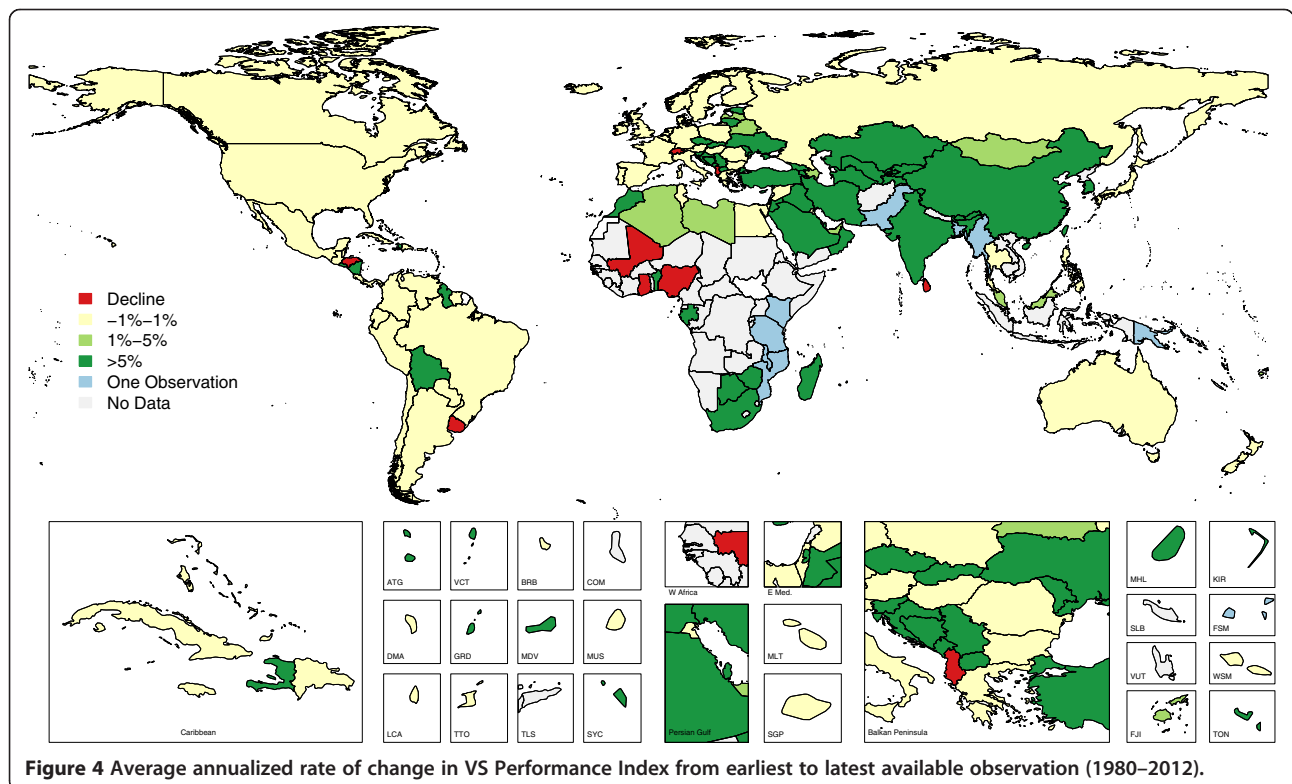 Decline
−1%−1%
1%−5%
>5%
One Observation
No Data
Caribbean
ATG
VCT
BRB
COM
DMA
GRD
MDV
MUS
LCA
TTO
TLS
SYC
W Africa
E Med.
Persian Gulf
MLT
SGP
Balkan Peninsula
MHL
KIR
SLB
FSM
VUT
WSM
FJI
TON
Figure 4 Average annualized rate of change in VS Performance Index from earliest to latest available observation (1980–2012).